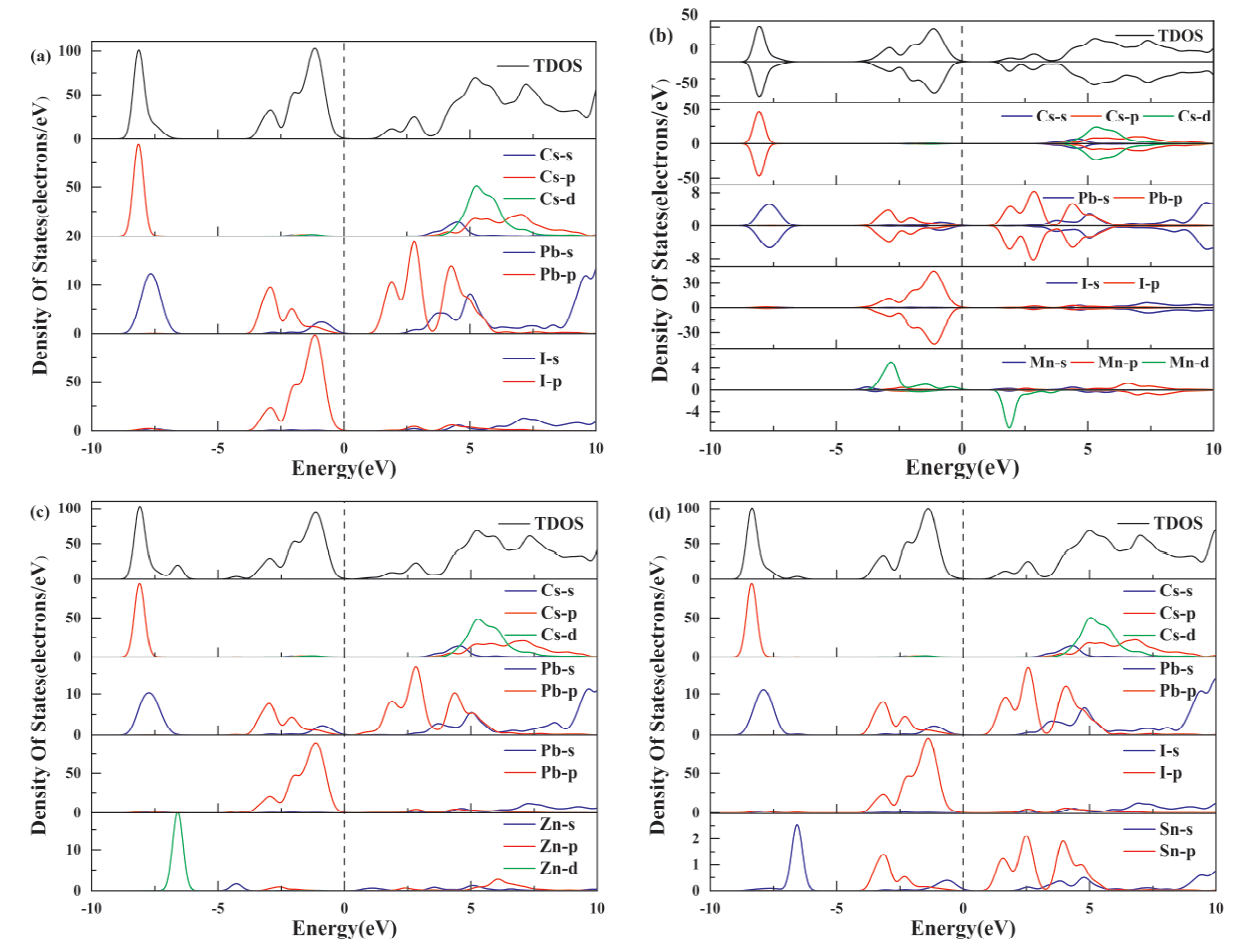 (a)
Density Of States(electrons/eV)
100
50
0
TDOS
50
20
Cs-s
Cs-p
Cs-d
10
0
Pb-s
Pb-p
50
0
I-s
I-p
-10
-5
0
5
10
Energy(eV)
(b)
Density Of States(electrons/eV)
50
0
-50
TDOS
50
0
-50
Cs-s Cs-p Cs-d
8
0
-8
Pb-s Pb-p
30
0
-30
I-s I-p
4
0
-4
Mn-s Mn-p Mn-d
-10
-5
0
5
10
Energy(eV)
(c)
Density Of States(electrons/eV)
100
50
0
TDOS
50
0
Cs-s
Cs-p
Cs-d
10
0
Pb-s
Pb-p
50
0
Pb-s
Pb-p
10
0
Zn-s
Zn-p
Zn-d
-10
-5
0
5
10
Energy(eV)
(d)
Density Of States(electrons/eV)
100
50
0
TDOS
50
0
Cs-s
Cs-p
Cs-d
10
0
Pb-s
Pb-p
50
0
I-s
I-p
2
1
0
Sn-s
Sn-p
-10
-5
0
5
10
Energy(eV)